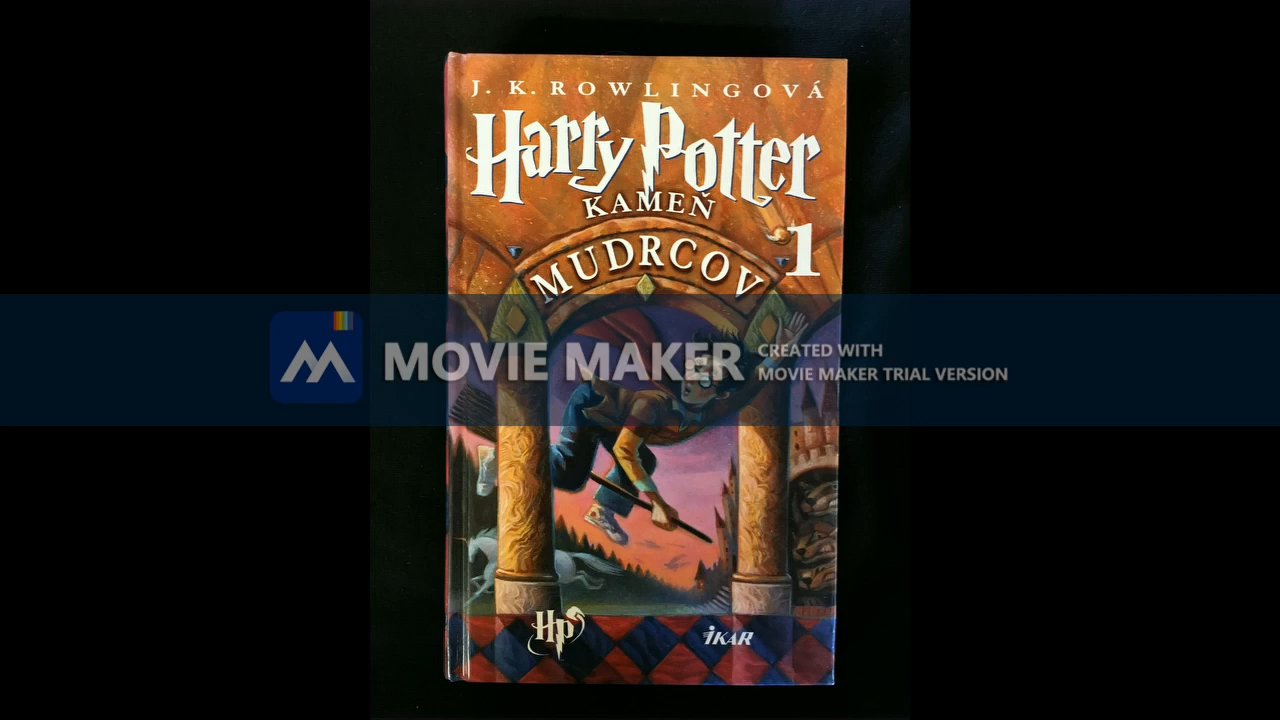 J. K. ROWLINGOVÁ
Harry Potter
KAMEŇ
MUDRCOV
1
MOVIE MAKER
CREATED WITH
MOVIE MAKER TRIAL VERSION
Hp
iKAR